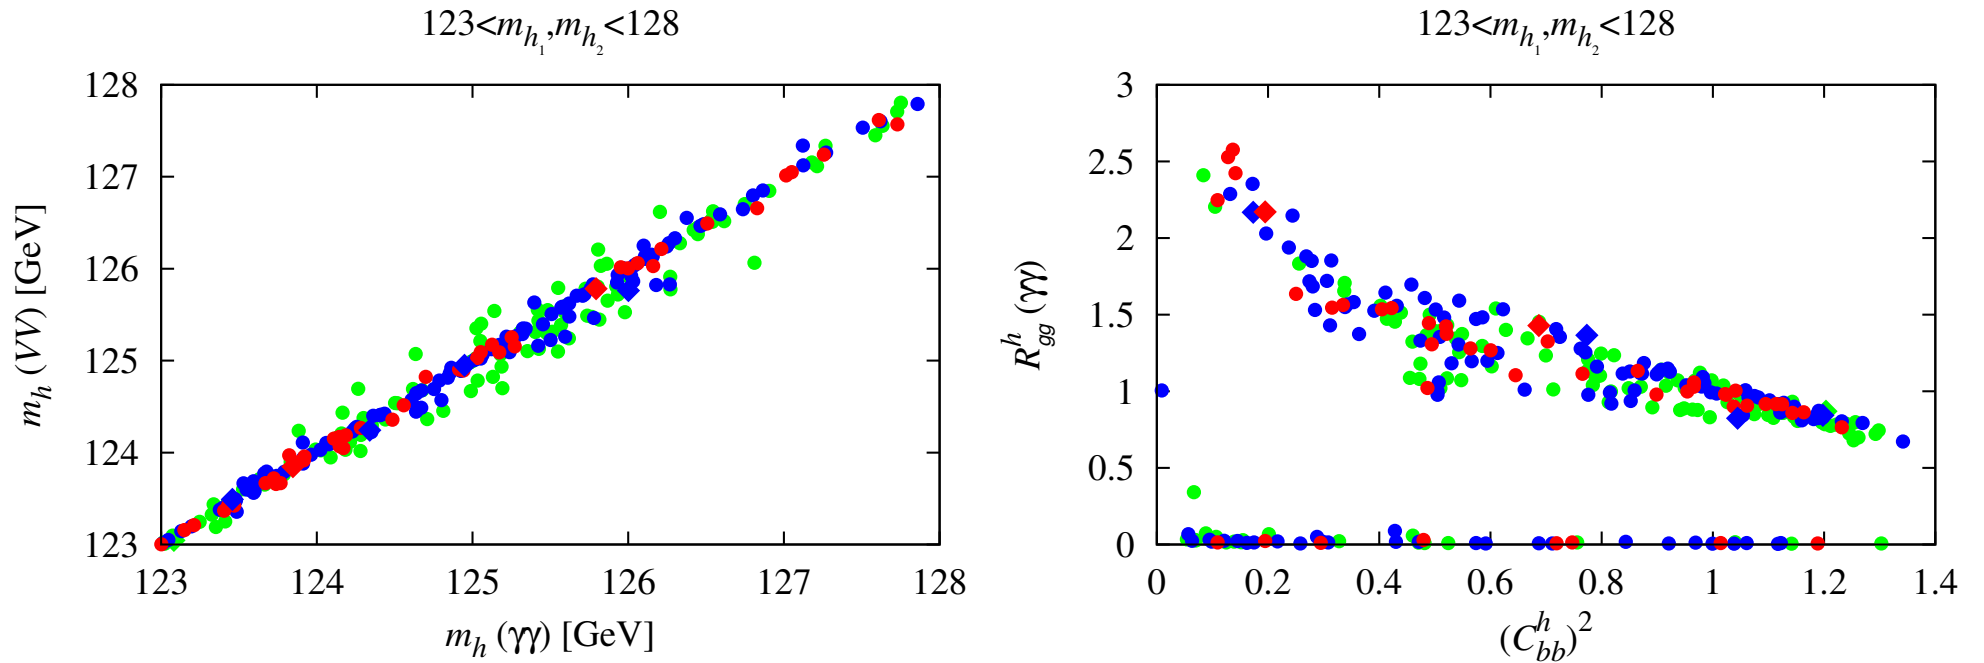 123<m_{h_1},m_{h_2}<128
128
127
126
125
124
123
123 124 125 126 127 128
m_h (VV) [GeV]
m_h (γγ) [GeV]
123<m_{h_1},m_{h_2}<128
3
2.5
2
1.5
1
0.5
0
0 0.2 0.4 0.6 0.8 1 1.2 1.4
R^h_{gg} (γγ)
(C^h_{bb})^2